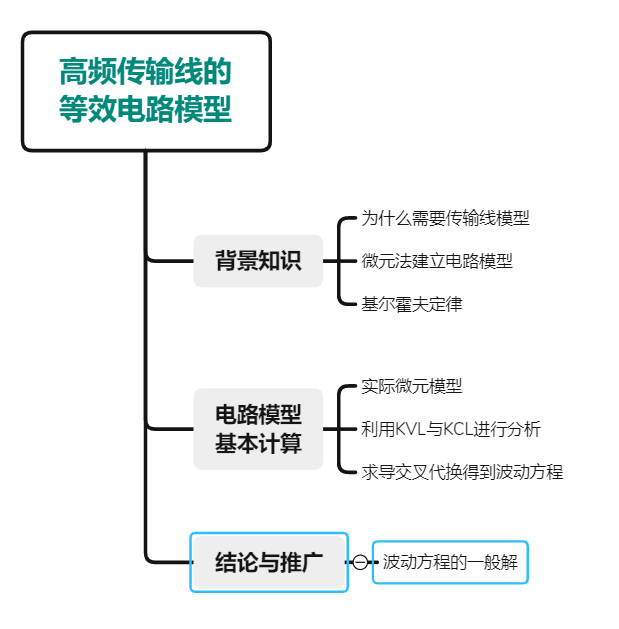 高频传输线的
等效电路模型
背景知识
为什么需要传输线模型
微元法建立电路模型
基尔霍夫定律
电路模型
基本计算
实际微元模型
利用KVL与KCL进行分析
求导交叉代换得到波动方程
结论与推广
波动方程的一般解